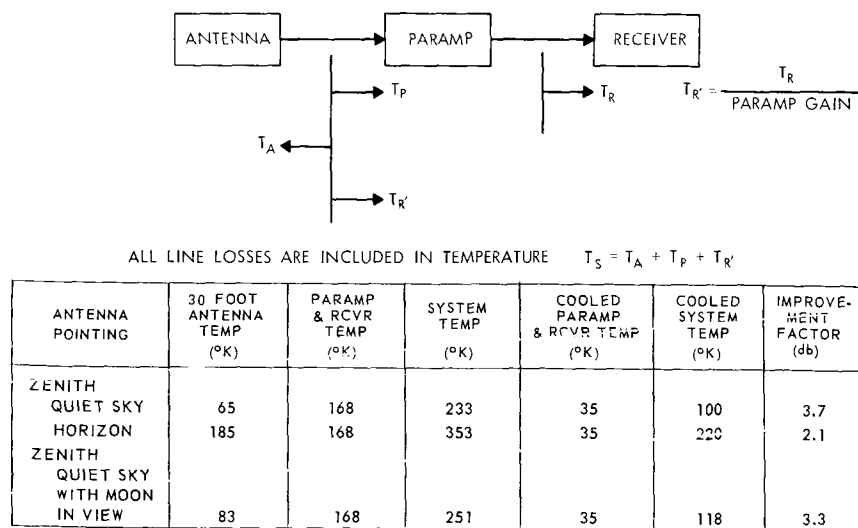 ANTENNA PARAMP RECEIVER
T_P T_R T_R' = T_R / PARAMP GAIN
T_A
T_R'
ALL LINE LOSSES ARE INCLUDED IN TEMPERATURE T_S = T_A + T_P + T_R'
ANTENNA POINTING | 30 FOOT ANTENNA TEMP (°K) | PARAMP & RCVR TEMP (°K) | SYSTEM TEMP (°K) | COOLED PARAMP & RCVR TEMP (°K) | COOLED SYSTEM TEMP (°K) | IMPROVE-MENT FACTOR (db)
ZENITH
QUIET SKY 65 168 233 35 100 3.7
HORIZON 185 168 353 35 220 2.1
ZENITH
QUIET SKY
WITH MOON
IN VIEW 83 168 251 35 118 3.3